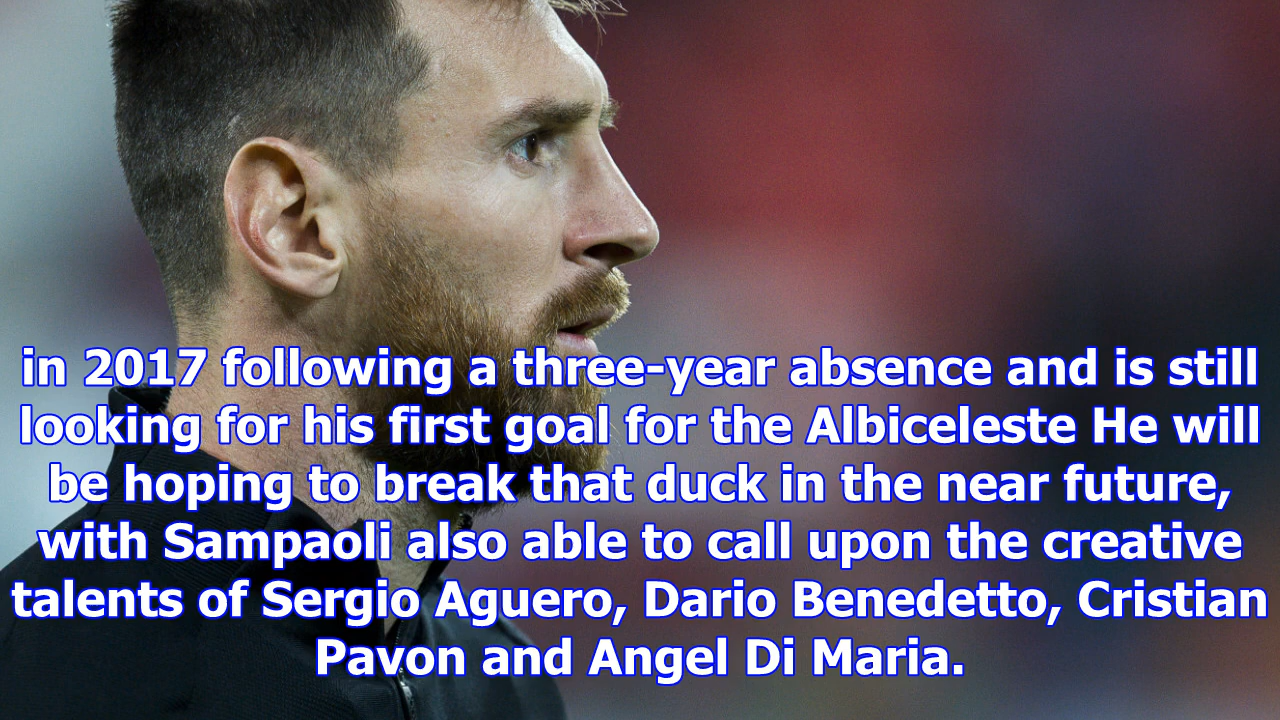 in 2017 following a three-year absence and is still
looking for his first goal for the Albiceleste He will
be hoping to break that duck in the near future,
with Sampaoli also able to call upon the creative
talents of Sergio Aguero, Dario Benedetto, Cristian
Pavon and Angel Di Maria.